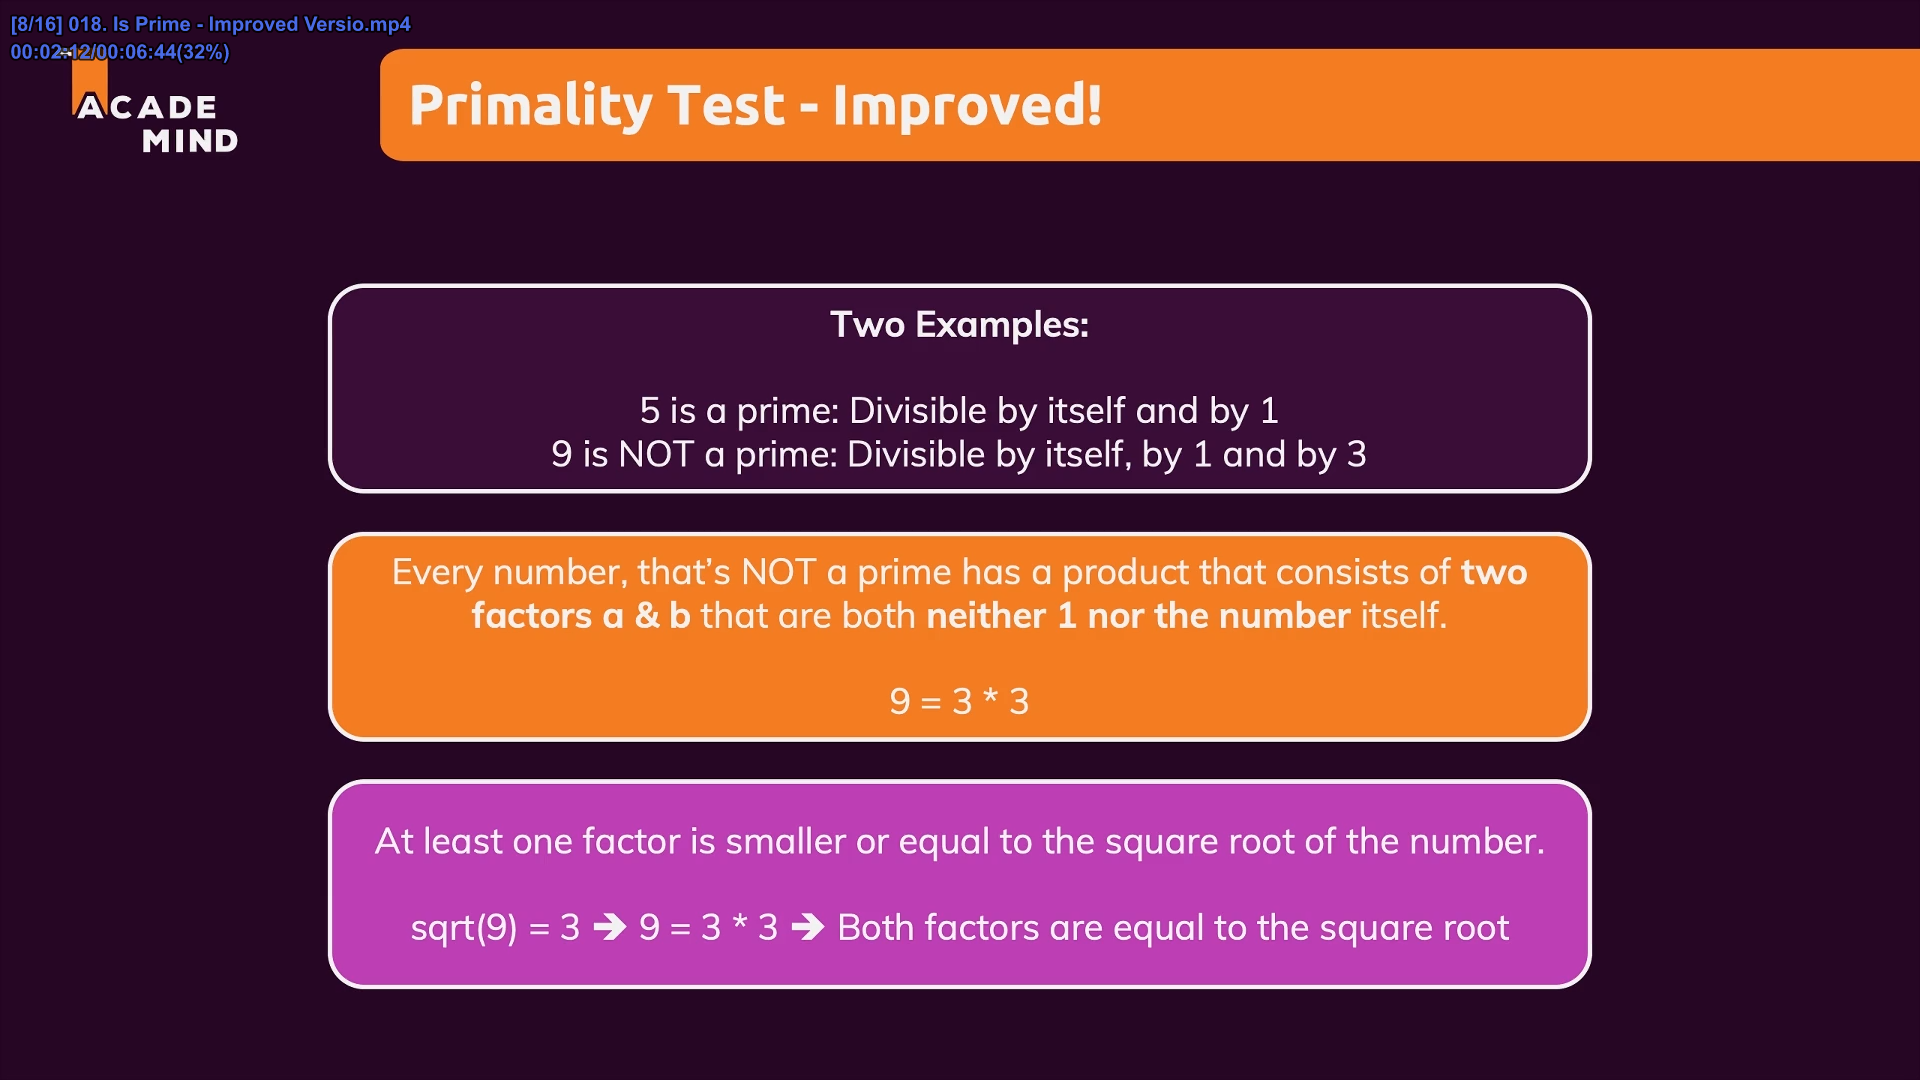 [8/16] 018. Is Prime - Improved Versio.mp4
00:02:12/00:06:44(32%)
ACADE
MIND
Primality Test - Improved!
Two Examples:
5 is a prime: Divisible by itself and by 1
9 is NOT a prime: Divisible by itself, by 1 and by 3
Every number, that’s NOT a prime has a product that consists of two
factors a & b that are both neither 1 nor the number itself.
9 = 3 * 3
At least one factor is smaller or equal to the square root of the number.
sqrt(9) = 3 ➔ 9 = 3 * 3 ➔ Both factors are equal to the square root